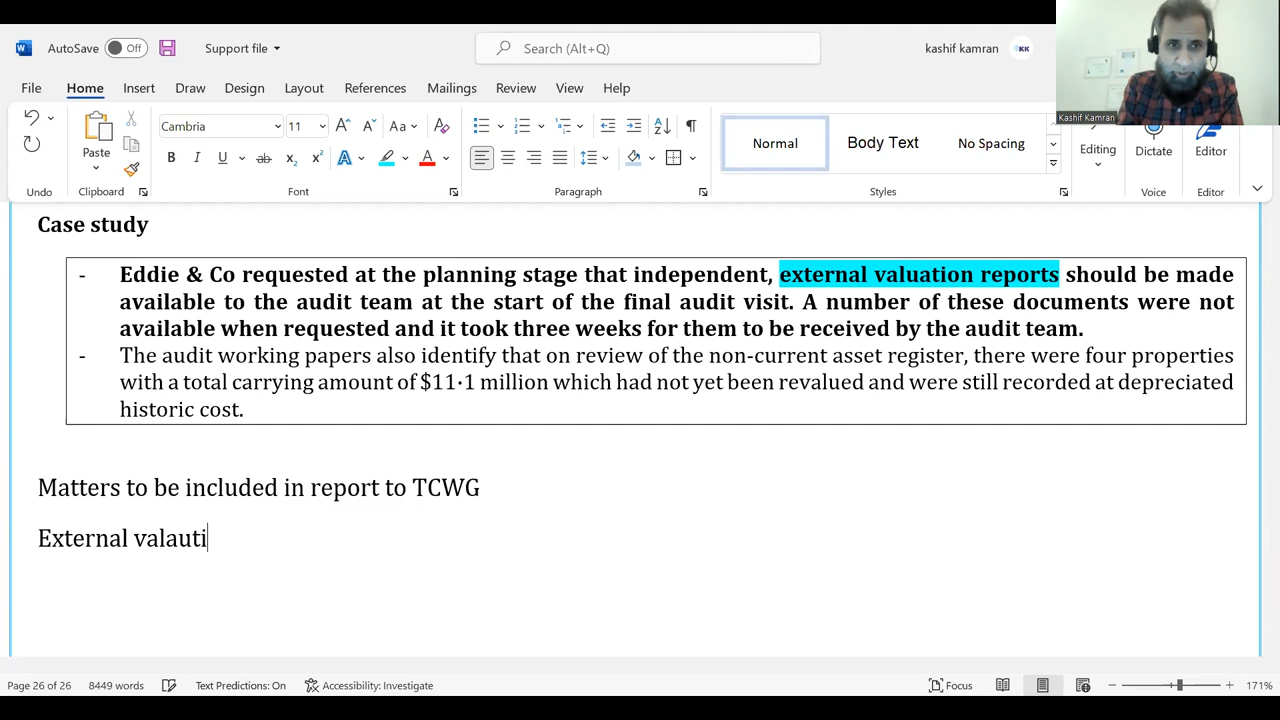 AutoSave Off Support file Search (Alt+Q) kashif kamran KK
File Home Insert Draw Design Layout References Mailings Review View Help
Kashif Kamran
Cambria 11 A A Aa A
Paste B I U ab x₂ x² A A Normal Body Text No Spacing Editing Dictate Editor
Undo Clipboard Font Paragraph Styles Voice Editor
Case study
- Eddie & Co requested at the planning stage that independent, external valuation reports should be made
available to the audit team at the start of the final audit visit. A number of these documents were not
available when requested and it took three weeks for them to be received by the audit team.
- The audit working papers also identify that on review of the non-current asset register, there were four properties
with a total carrying amount of $11·1 million which had not yet been revalued and were still recorded at depreciated
historic cost.
Matters to be included in report to TCWG
External valauti
Page 26 of 26 8449 words Text Predictions: On Accessibility: Investigate Focus 171%